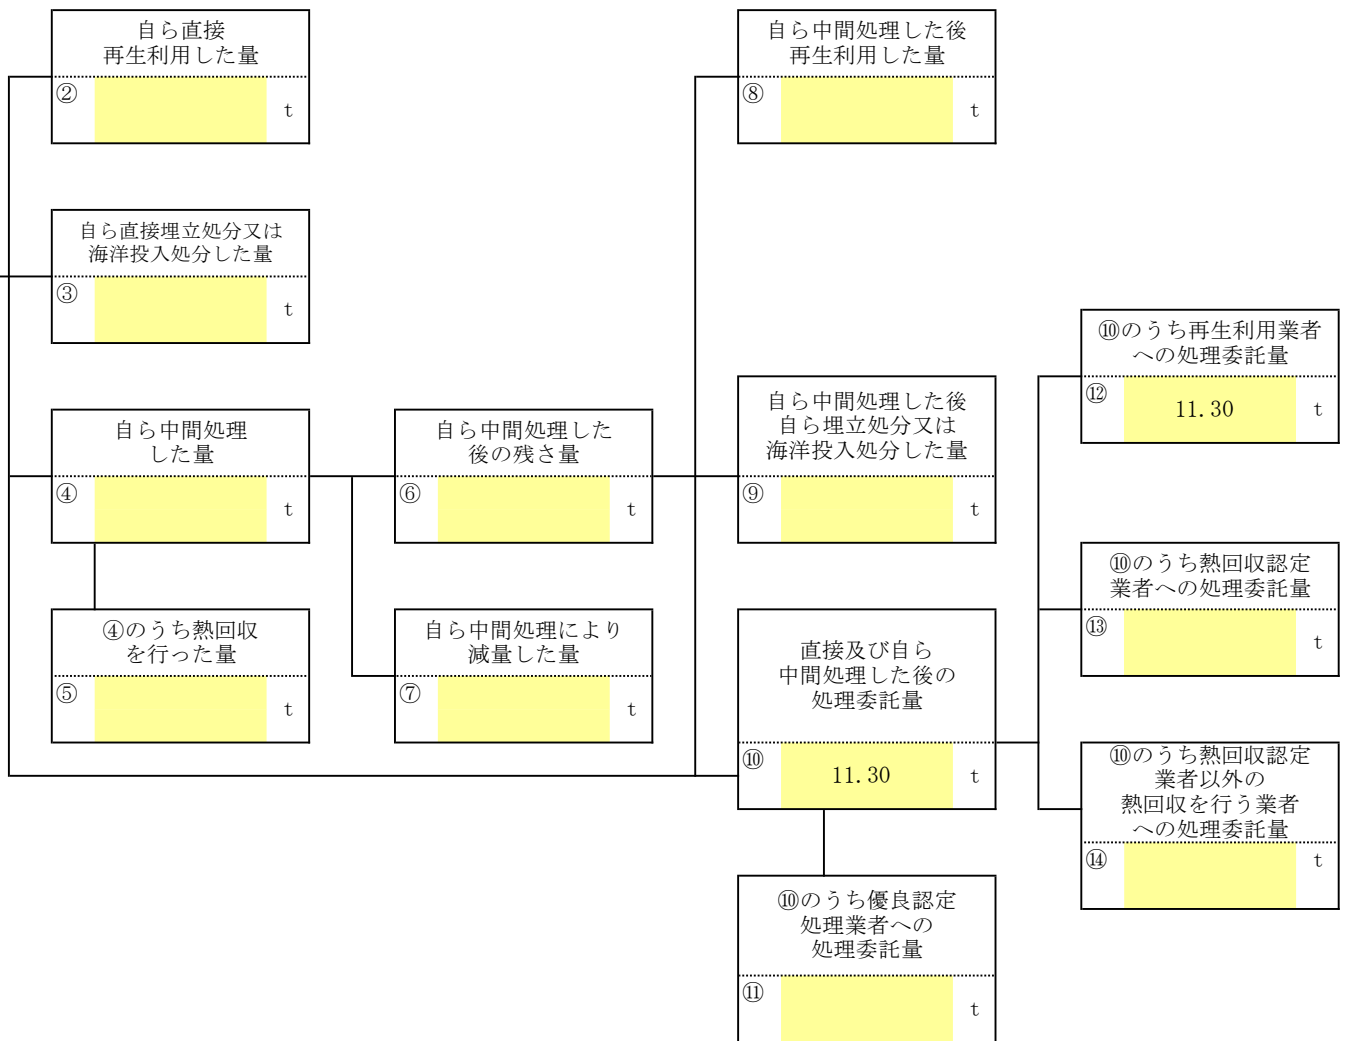 自ら直接
再生利用した量
②
t
自ら中間処理した後
再生利用した量
⑧
t
自ら直接埋立処分又は
海洋投入処分した量
③
t
⑩のうち再生利用業者
への処理委託量
⑫
11.30
t
自ら中間処理
した量
④
t
自ら中間処理した
後の残さ量
⑥
t
自ら中間処理した後
自ら埋立処分又は
海洋投入処分した量
⑨
t
⑩のうち熱回収認定
業者への処理委託量
⑬
t
④のうち熱回収
を行った量
⑤
t
自ら中間処理により
減量した量
⑦
t
直接及び自ら
中間処理した後の
処理委託量
⑩
11.30
t
⑩のうち熱回収認定
業者以外の
熱回収を行う業者
への処理委託量
⑭
t
⑩のうち優良認定
処理業者への
処理委託量
⑪
t